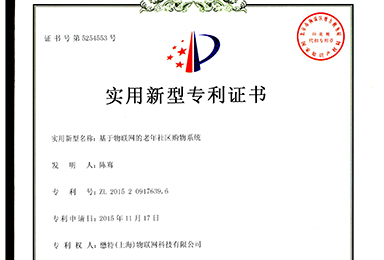 证书号第5254553号
实用新型专利证书
实用新型名称：基于物联网的老年社区购物系统
发 明 人：陈骞
专 利 号：ZL 2015 2 0917639.6
专利申请日：2015年11月17日
专 利 权 人：懋特(上海)物联网科技有限公司